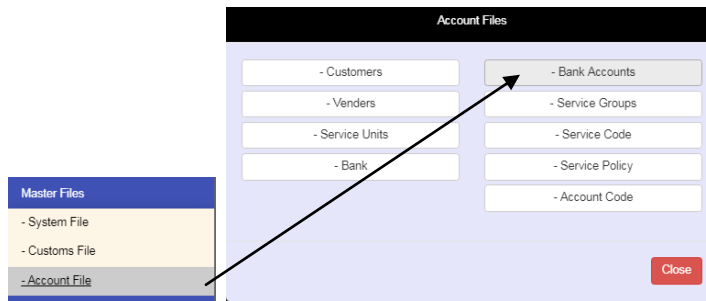 Account Files
- Customers
- Bank Accounts
- Venders
- Service Groups
- Service Units
- Service Code
- Bank
- Service Policy
- Account Code
Close
Master Files
- System File
- Customs File
- Account File